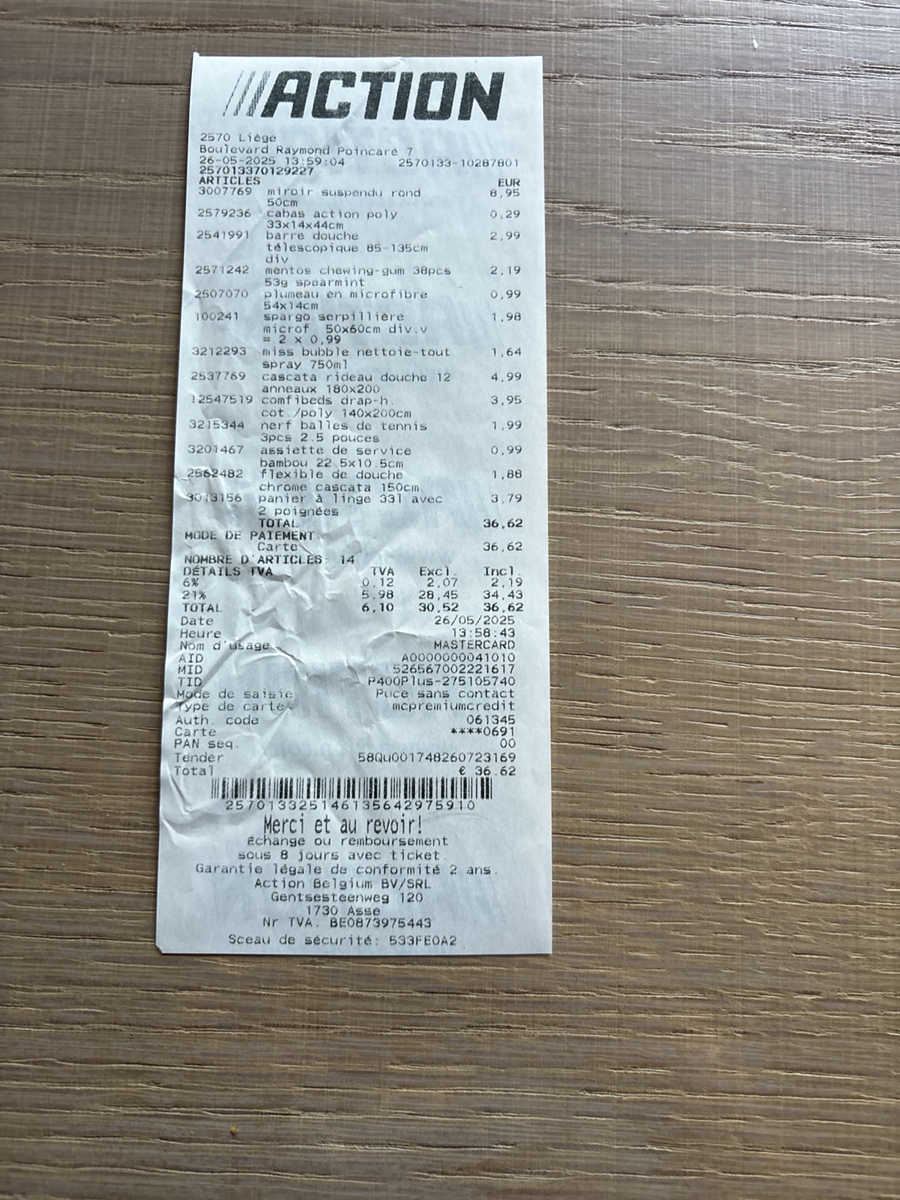 ///ACTION
2570 Liège
Boulevard Raymond Poincaré 7
26-05-2025 13:59:04 2570133-10287801
257013370129227
ARTICLES EUR
3007769 miroir suspendu rond 8,95
50cm
2579236 cabas action poly 0,29
33x14x44cm
2541991 barre douche 2,99
télescopique 85-135cm
div
2571242 mentos chewing-gum 38pcs 2,19
53g spearmint
2507070 plumeau en microfibre 0,99
54x14cm
100241 spargo serpillière 1,98
microf. 50x60cm div.v
= 2 x 0,99
3212293 miss bubble nettoie-tout 1,64
spray 750ml
2537769 cascata rideau douche 12 4,99
anneaux 180x200
12547519 comfibeds drap-h. 3,95
cot./poly 140x200cm
3215344 nerf balles de tennis 1,99
3pcs 2.5 pouces
3201467 assiette de service 0,99
bambou 22.5x10.5cm
2562482 flexible de douche 1,88
chrome cascata 150cm
3013156 panier à linge 33l avec 3,79
2 poignées
TOTAL 36,62
MODE DE PAIEMENT
Carte 36,62
NOMBRE D'ARTICLES: 14
DÉTAILS TVA TVA Excl. Incl.
6% 0,12 2,07 2,19
21% 5,98 28,45 34,43
TOTAL 6,10 30,52 36,62
Date 26/05/2025
Heure 13:58:43
Nom d'usage MASTERCARD
AID A0000000041010
MID 526567002221617
TID P400Plus-275105740
Mode de saisie Puce sans contact
Type de carte mcpremiumcredit
Auth. code 061345
Carte ****0691
PAN seq. 00
Tender 58Qu001748260723169
Total € 36.62
257013325146135642975910
Merci et au revoir!
échange ou remboursement
sous 8 jours avec ticket.
Garantie légale de conformité 2 ans.
Action Belgium BV/SRL
Gentsesteenweg 120
1730 Asse
Nr TVA. BE0873975443
Sceau de sécurité: 533FE0A2